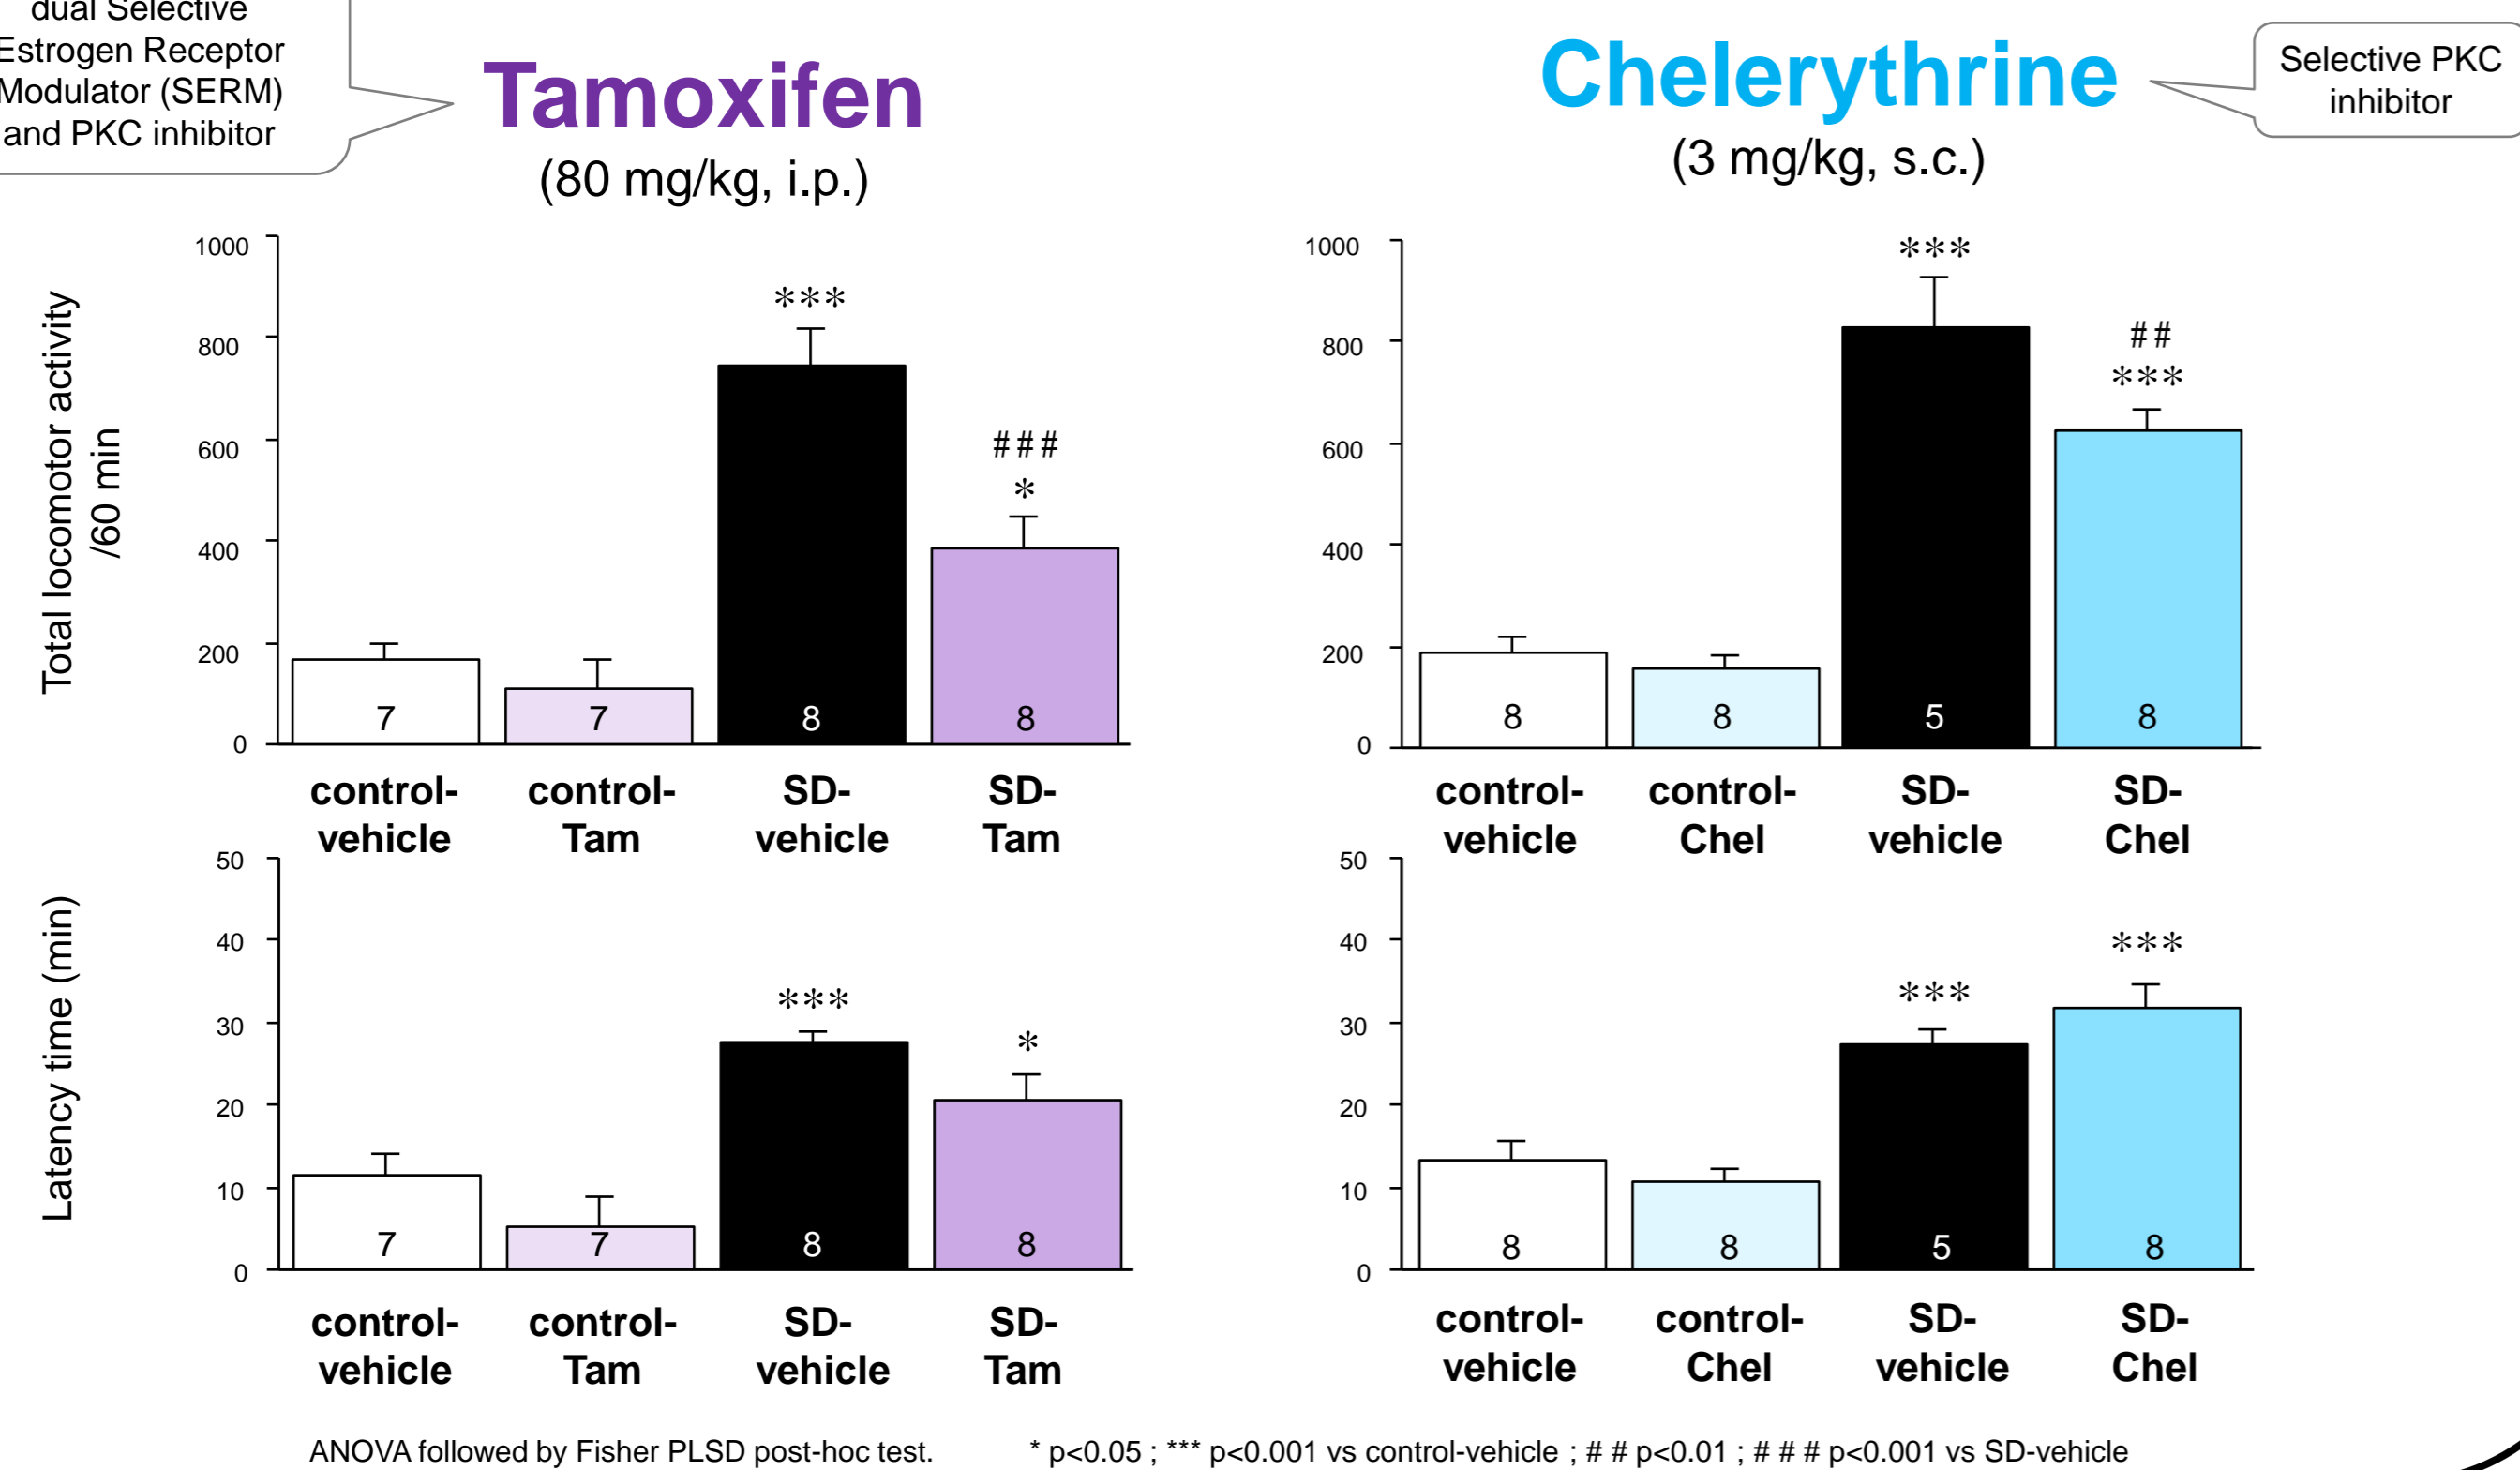 dual Selective
Estrogen Receptor
Modulator (SERM)
and PKC inhibitor
Tamoxifen
(80 mg/kg, i.p.)
Chelerythrine
(3 mg/kg, s.c.)
Selective PKC
inhibitor
Total locomotor activity
/60 min
1000
800
600
400
200
0
***
###
*
7
7
8
8
control-
vehicle
control-
Tam
SD-
vehicle
SD-
Tam
1000
800
600
400
200
0
***
##
***
8
8
5
8
control-
vehicle
control-
Chel
SD-
vehicle
SD-
Chel
Latency time (min)
50
40
30
20
10
0
***
*
7
7
8
8
control-
vehicle
control-
Tam
SD-
vehicle
SD-
Tam
50
40
30
20
10
0
***
***
8
8
5
8
control-
vehicle
control-
Chel
SD-
vehicle
SD-
Chel
ANOVA followed by Fisher PLSD post-hoc test. * p<0.05 ; *** p<0.001 vs control-vehicle ; # # p<0.01 ; # # # p<0.001 vs SD-vehicle